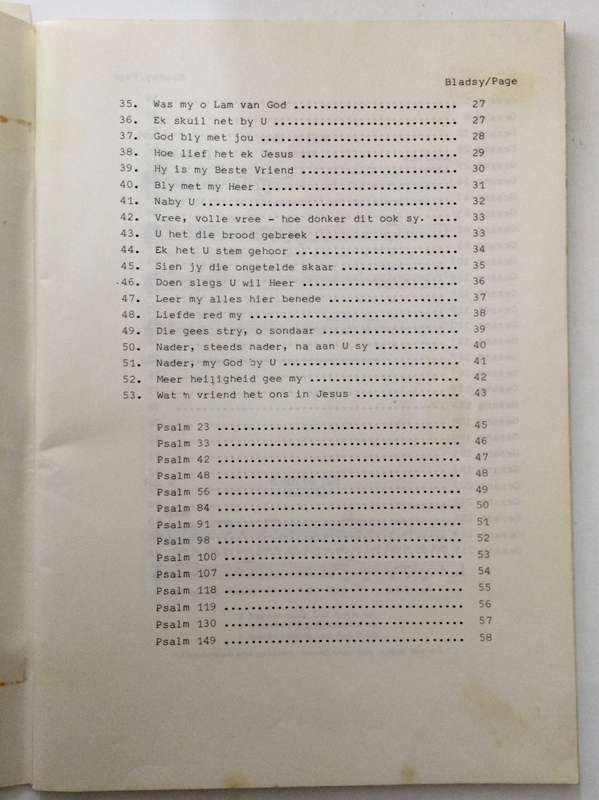 Bladsy/Page
35. Was my o Lam van God .......................... 27
36. Ek skuil net by U ............................. 27
37. God bly met jou ............................... 28
38. Hoe lief het ek Jesus ......................... 29
39. Hy is my Beste Vriend ......................... 30
40. Bly met my Heer ............................... 31
41. Naby U ........................................ 32
42. Vree, volle vree - hoe donker dit ook sy. .... 33
43. U het die brood gebreek ....................... 33
44. Ek het U stem gehoor .......................... 34
45. Sien jy die ongetelde skaar ................... 35
46. Doen slegs U wil Heer ......................... 36
47. Leer my alles hier benede ..................... 37
48. Liefde red my ................................. 38
49. Die gees stry, o sondaar ...................... 39
50. Nader, steeds nader, na aan U sy .............. 40
51. Nader, my God by U ............................ 41
52. Meer heiligheid gee my ........................ 42
53. Wat 'n vriend het ons in Jesus ................ 43
Psalm 23 ...................................... 45
Psalm 33 ...................................... 46
Psalm 42 ...................................... 47
Psalm 48 ...................................... 48
Psalm 56 ...................................... 49
Psalm 84 ...................................... 50
Psalm 91 ...................................... 51
Psalm 98 ...................................... 52
Psalm 100 ..................................... 53
Psalm 107 ..................................... 54
Psalm 118 ..................................... 55
Psalm 119 ..................................... 56
Psalm 130 ..................................... 57
Psalm 149 ..................................... 58